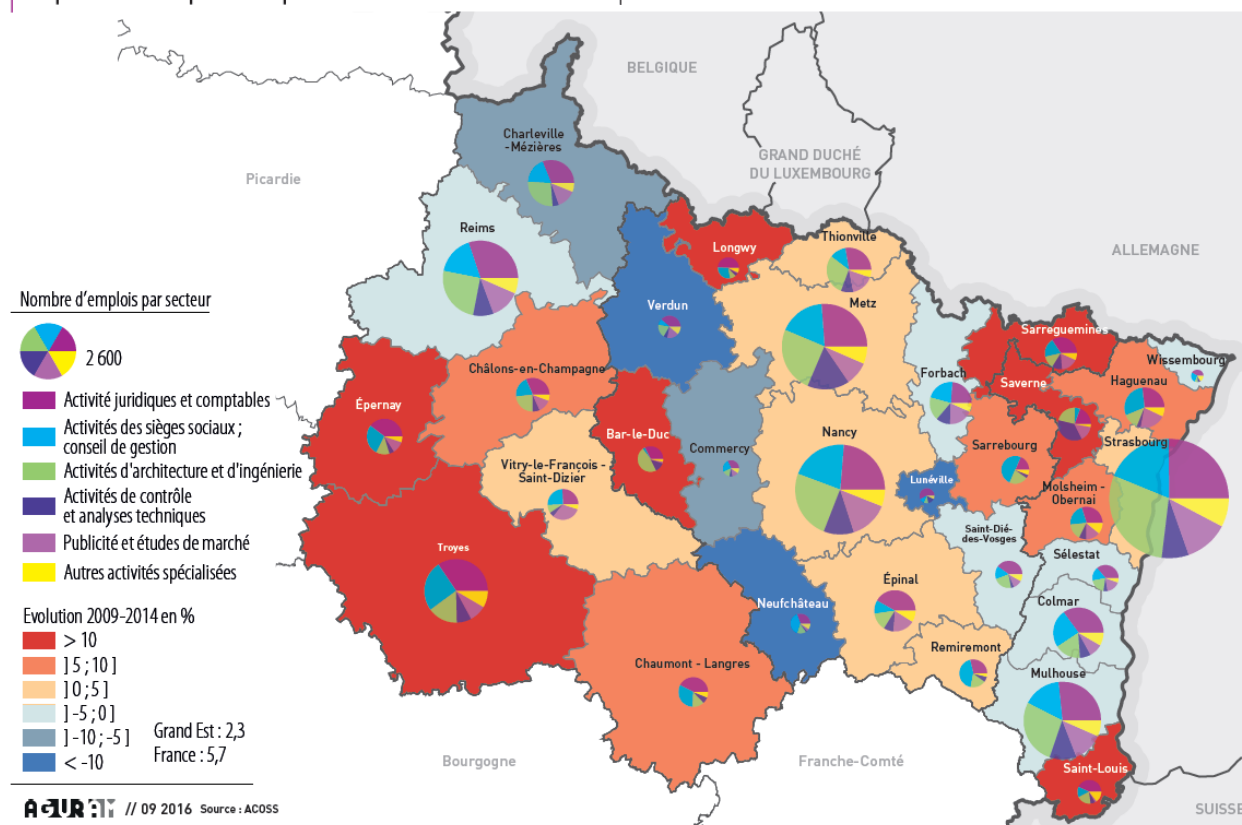 BELGIQUE
Charleville
-Mézières
GRAND DUCHÉ
DU LUXEMBOURG
Picardie
Reims
Longwy
Thionville
ALLEMAGNE
Nombre d'emplois par secteur
2 600
Verdun
Metz
Sarreguemines
Wissembourg
Châlons-en-Champagne
Forbach
Saverne
Haguenau
Activité juridiques et comptables
Épernay
Activités des sièges sociaux ;
conseil de gestion
Bar-le-Duc
Nancy
Sarrebourg
Strasbourg
Commercy
Activités d'architecture et d'ingénierie
Vitry-le-François -
Saint-Dizier
Lunéville
Molsheim -
Obernai
Activités de contrôle
et analyses techniques
Publicité et études de marché
Saint-Dié-
des-Vosges
Troyes
Sélestat
Autres activités spécialisées
Épinal
Neufchâteau
Colmar
Evolution 2009-2014 en %
> 10
] 5 ; 10 ]
] 0 ; 5 ]
] -5 ; 0 ]
] -10 ; -5 ]
< -10
Grand Est : 2,3
France : 5,7
Remiremont
Chaumont - Langres
Mulhouse
Bourgogne
Franche-Comté
Saint-Louis
SUISSE
AGURAM // 09 2016 Source : ACOSS